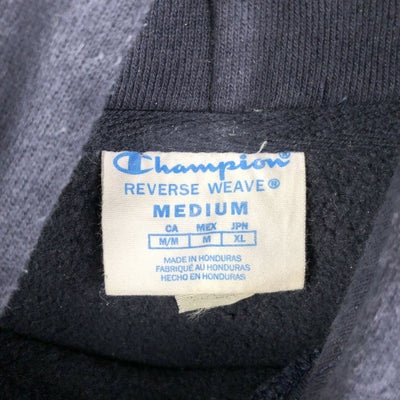 Champion®
REVERSE WEAVE®
MEDIUM
CA MEX JPN
M/M M XL
MADE IN HONDURAS
FABRIQUÉ AU HONDURAS
HECHO EN HONDURAS